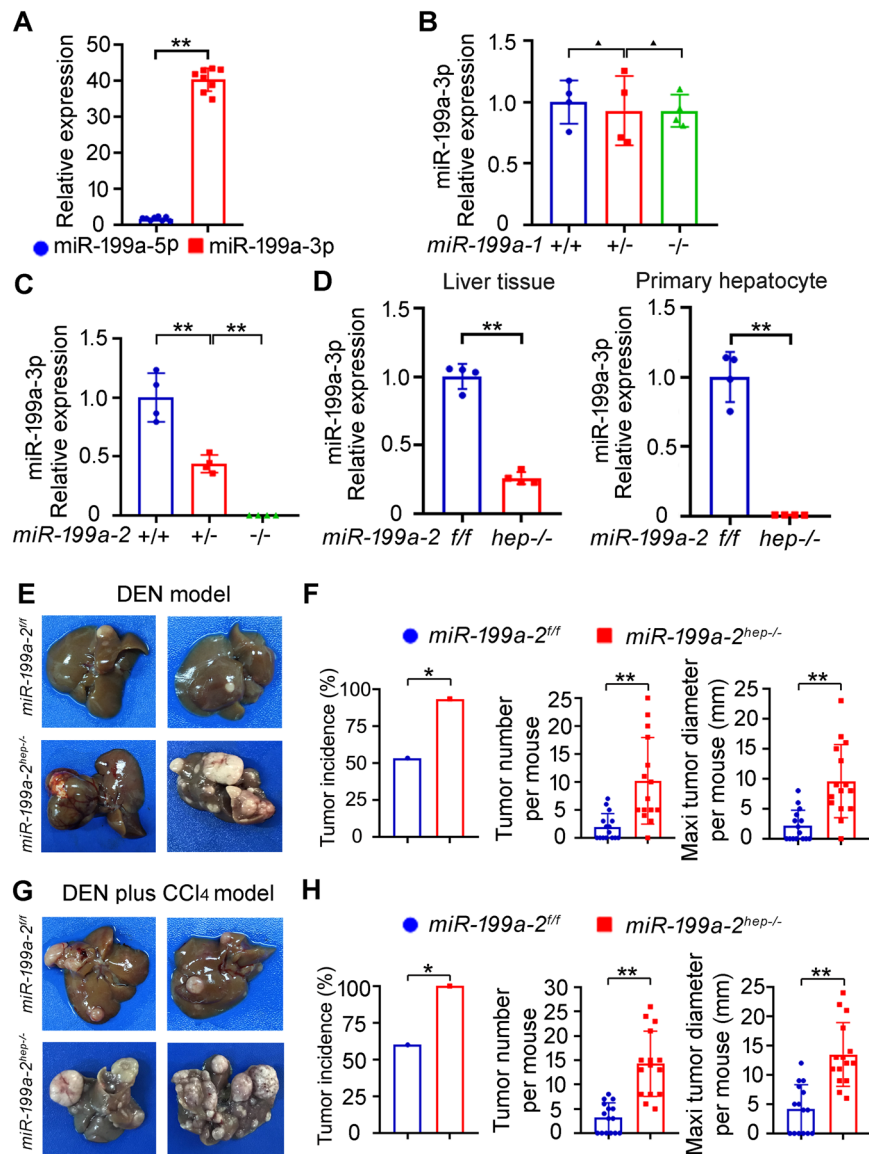 A
Relative expression
50
40
30
20
10
0
**
miR-199a-5p
miR-199a-3p
B
miR-199a-3p
Relative expression
1.5
1.0
0.5
0
▲ ▲
miR-199a-1 +/+ +/- -/-
C
miR-199a-3p
Relative expression
1.5
1.0
0.5
0
** **
miR-199a-2 +/+ +/- -/-
D
Liver tissue
miR-199a-3p
Relative expression
1.5
1.0
0.5
0
**
miR-199a-2 f/f hep-/-
Primary hepatocyte
miR-199a-3p
Relative expression
1.5
1.0
0.5
0
**
miR-199a-2 f/f hep-/-
E
DEN model
miR-199a-2f/f
miR-199a-2hep-/-
F
miR-199a-2f/f
miR-199a-2hep-/-
Tumor incidence (%)
100
75
50
25
0
*
Tumor number
per mouse
25
20
15
10
5
0
**
Maxi tumor diameter
per mouse (mm)
25
20
15
10
5
0
**
G
DEN plus CCl4 model
miR-199a-2f/f
miR-199a-2hep-/-
H
miR-199a-2f/f
miR-199a-2hep-/-
Tumor incidence (%)
100
75
50
25
0
*
Tumor number
per mouse
30
25
20
15
10
5
0
**
Maxi tumor diameter
per mouse (mm)
25
20
15
10
5
0
**